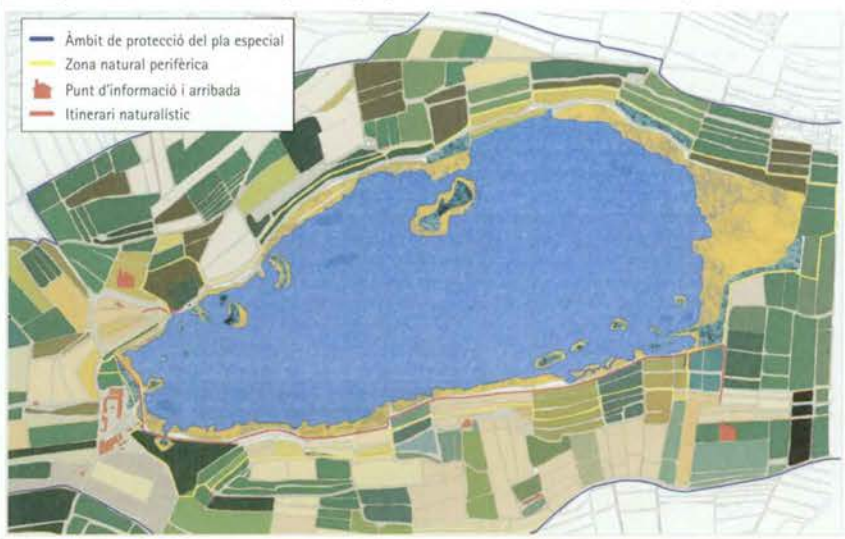 Àmbit de protecció del pla especial
Zona natural perifèrica
Punt d'informació i arribada
Itinerari naturalístic